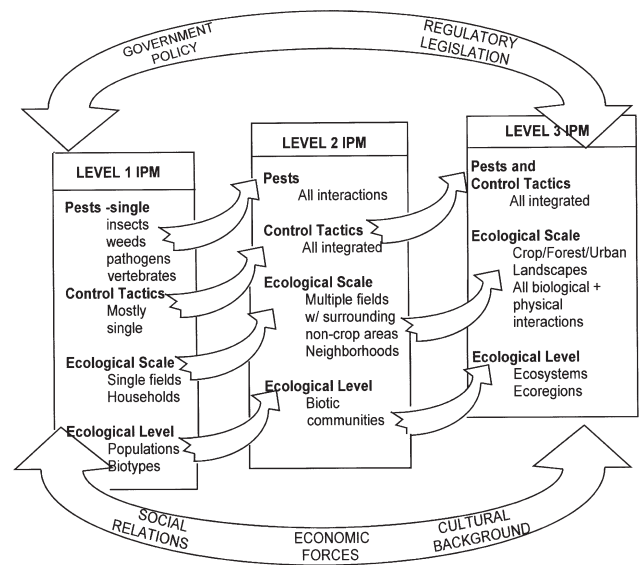 GOVERNMENT
POLICY
REGULATORY
LEGISLATION
LEVEL 1 IPM
Pests -single
insects
weeds
pathogens
vertebrates
Control Tactics
Mostly
single
Ecological Scale
Single fields
Households
Ecological Level
Populations
Biotypes
LEVEL 2 IPM
Pests
All interactions
Control Tactics
All integrated
Ecological Scale
Multiple fields
w/ surrounding
non-crop areas
Neighborhoods
Ecological Level
Biotic
communities
LEVEL 3 IPM
Pests and
Control Tactics
All integrated
Ecological Scale
Crop/Forest/Urban
Landscapes
All biological +
physical
interactions
Ecological Level
Ecosystems
Ecoregions
SOCIAL
RELATIONS
ECONOMIC
FORCES
CULTURAL
BACKGROUND